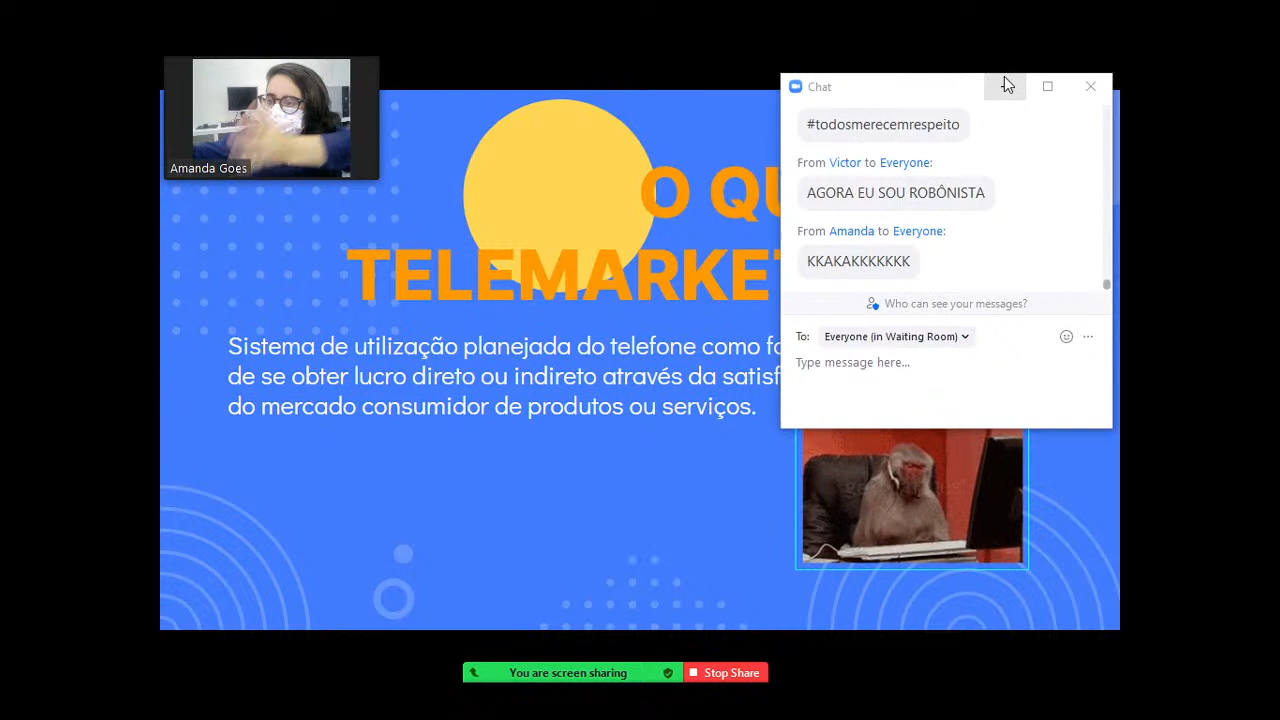 Amanda Goes
O QU
TELEMARKET
Sistema de utilização planejada do telefone como fo
de se obter lucro direto ou indireto através da satisf
do mercado consumidor de produtos ou serviços.
Chat
#todosmerecemrespeito
From Victor to Everyone:
AGORA EU SOU ROBÔNISTA
From Amanda to Everyone:
KKAKAKKKKKKK
Who can see your messages?
To: Everyone (in Waiting Room)
Type message here...
You are screen sharing
Stop Share